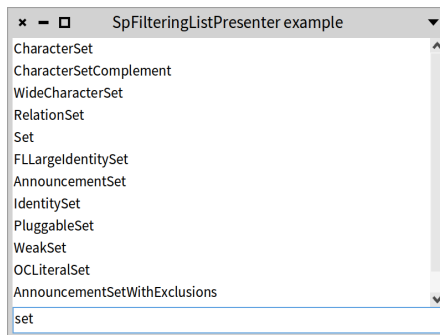 SpFilteringListPresenter example
CharacterSet
CharacterSetComplement
WideCharacterSet
RelationSet
Set
FLLargeIdentitySet
AnnouncementSet
IdentitySet
PluggableSet
WeakSet
OCLiteralSet
AnnouncementSetWithExclusions
set